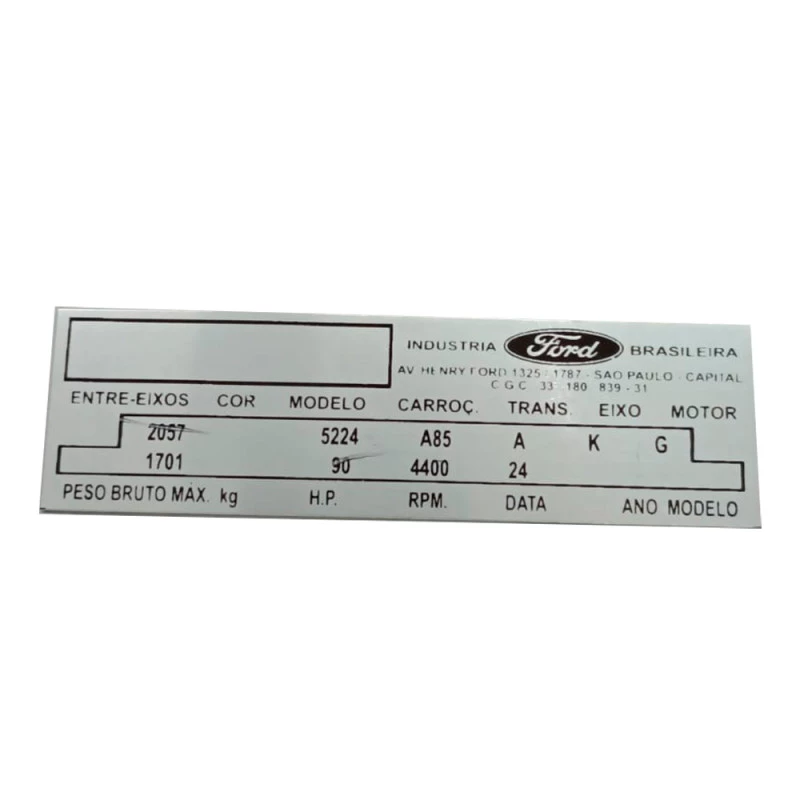 INDUSTRIA Ford BRASILEIRA
AV HENRY FORD 1325 / 1787 - SAO PAULO - CAPITAL
C G C 33 - 180 839 - 31
ENTRE-EIXOS COR MODELO CARROÇ. TRANS. EIXO MOTOR
2057 5224 A85 A K G
1701 90 4400 24
PESO BRUTO MÁX. kg H.P. RPM. DATA ANO MODELO